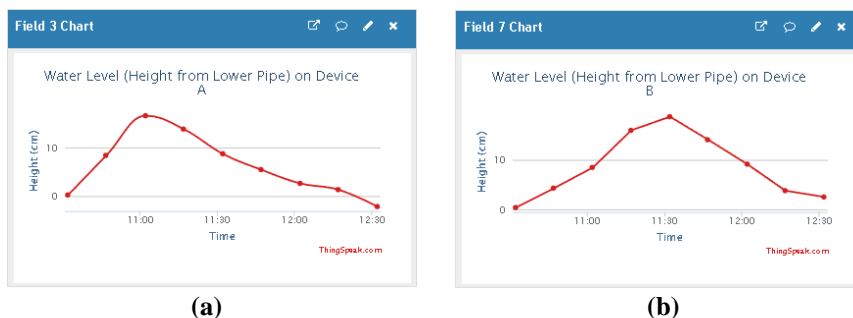 Field 3 Chart
Water Level (Height from Lower Pipe) on Device
A
Height (cm)
10
0
11:00 11:30 12:00 12:30
Time
ThingSpeak.com
(a)
Field 7 Chart
Water Level (Height from Lower Pipe) on Device
B
Height (cm)
10
0
11:00 11:30 12:00 12:30
Time
ThingSpeak.com
(b)